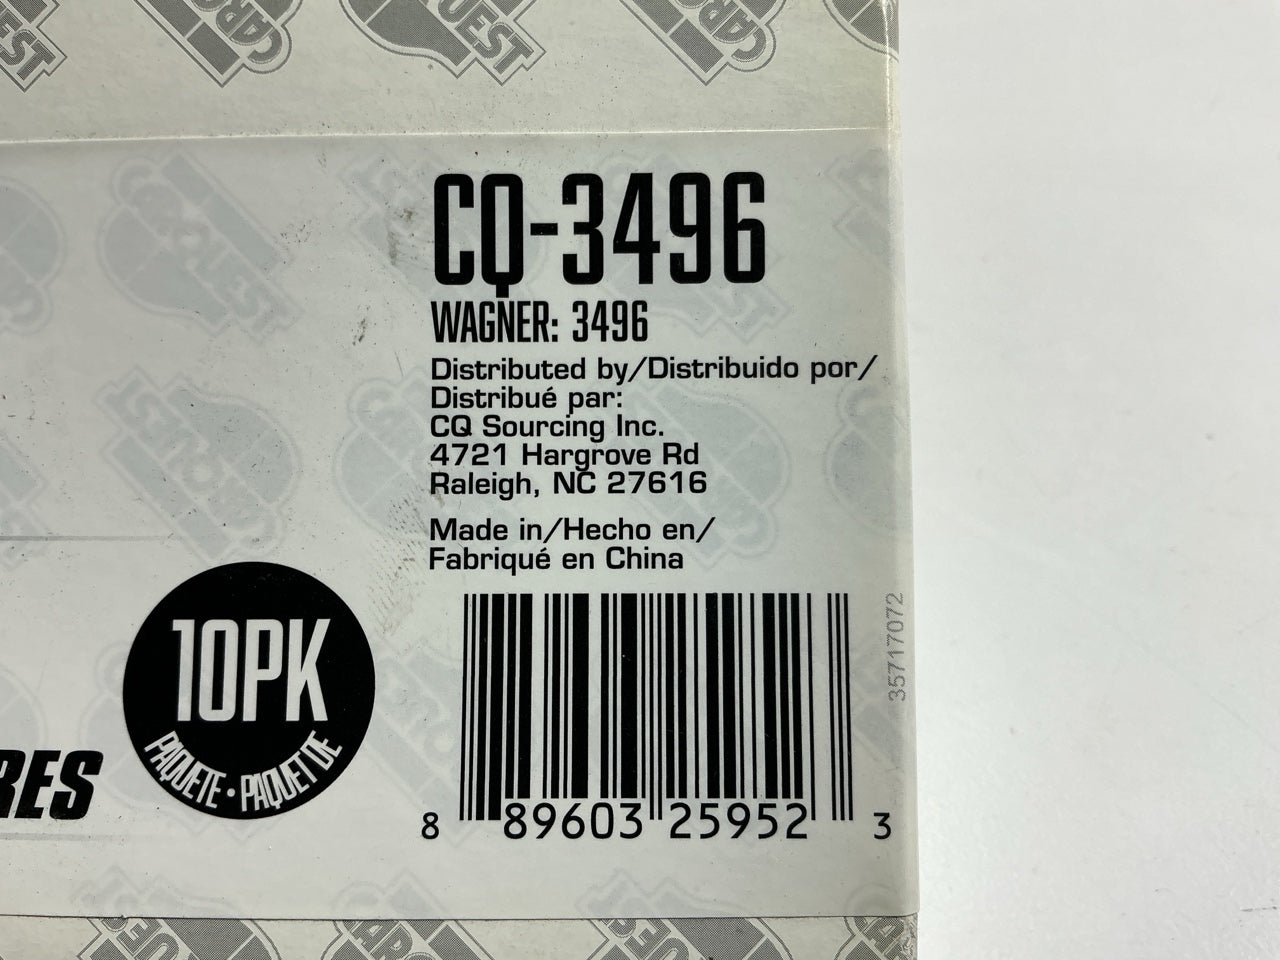 CQ-3496
WAGNER: 3496
Distributed by/Distribuido por/
Distribué par:
CQ Sourcing Inc.
4721 Hargrove Rd
Raleigh, NC 27616
Made in/Hecho en/
Fabriqué en China
10PK
PAQUETE • PAQUET DE
RES
35717072
8 89603 25952 3
CARQUEST